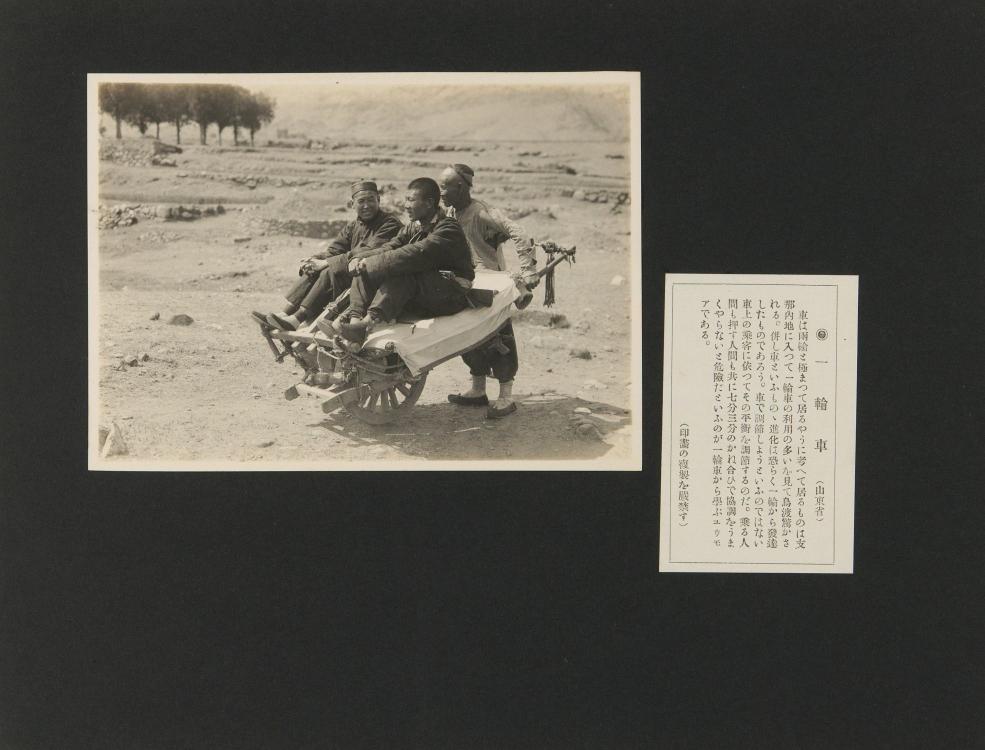 一輪車 （山東省）
車は兩輪と極まつて居るやうに考へて居るものは支
那內地に入つて一輪車の利用の多いを見て鳥渡驚かさ
れる。併し車といふものゝ進化は恐らく一輪から發達
したものであらう。車で調節しようといふのではない
車上の乘客に依つてその平衡を調節するのだ。乘る人
間も押す人間も共に七分三分のかね合ひで協調をうま
くやらないと危險だといふのが一輪車から學ぶユウモ
アである。
（印畫の複製を嚴禁す）